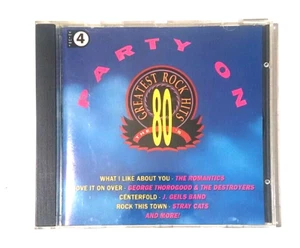 4
PARTY ON
GREATEST ROCK HITS
THE 80'S
WHAT I LIKE ABOUT YOU - THE ROMANTICS
OVE IT ON OVER - GEORGE THOROGOOD & THE DESTROYERS
CENTERFOLD - J. GEILS BAND
ROCK THIS TOWN - STRAY CATS
AND MORE!